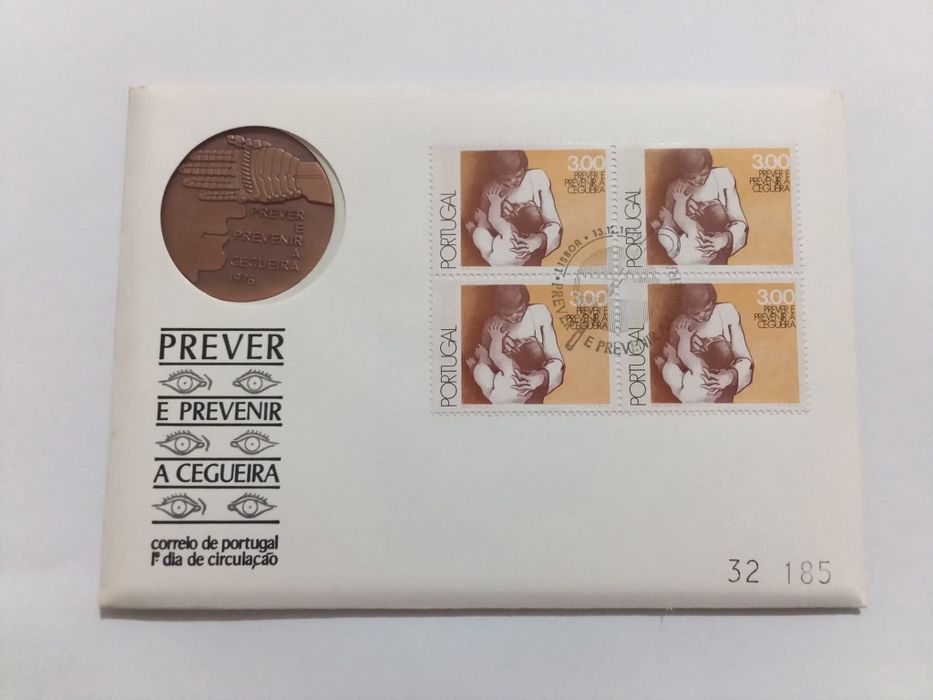 PREVER
E
PREVENIR
A
CEGUEIRA
1976
PREVER
E PREVENIR
A CEGUEIRA
correio de portugal
1º dia de circulação
PORTUGAL
3.00
PREVER E
PREVENIR A
CEGUEIRA
PORTUGAL
3.00
PREVER E
PREVENIR A
CEGUEIRA
PORTUGAL
3.00
PREVER E
PREVENIR A
CEGUEIRA
PORTUGAL
3.00
PREVER E
PREVENIR A
CEGUEIRA
LISBOA
PREVER E PREVENIR A
32 185